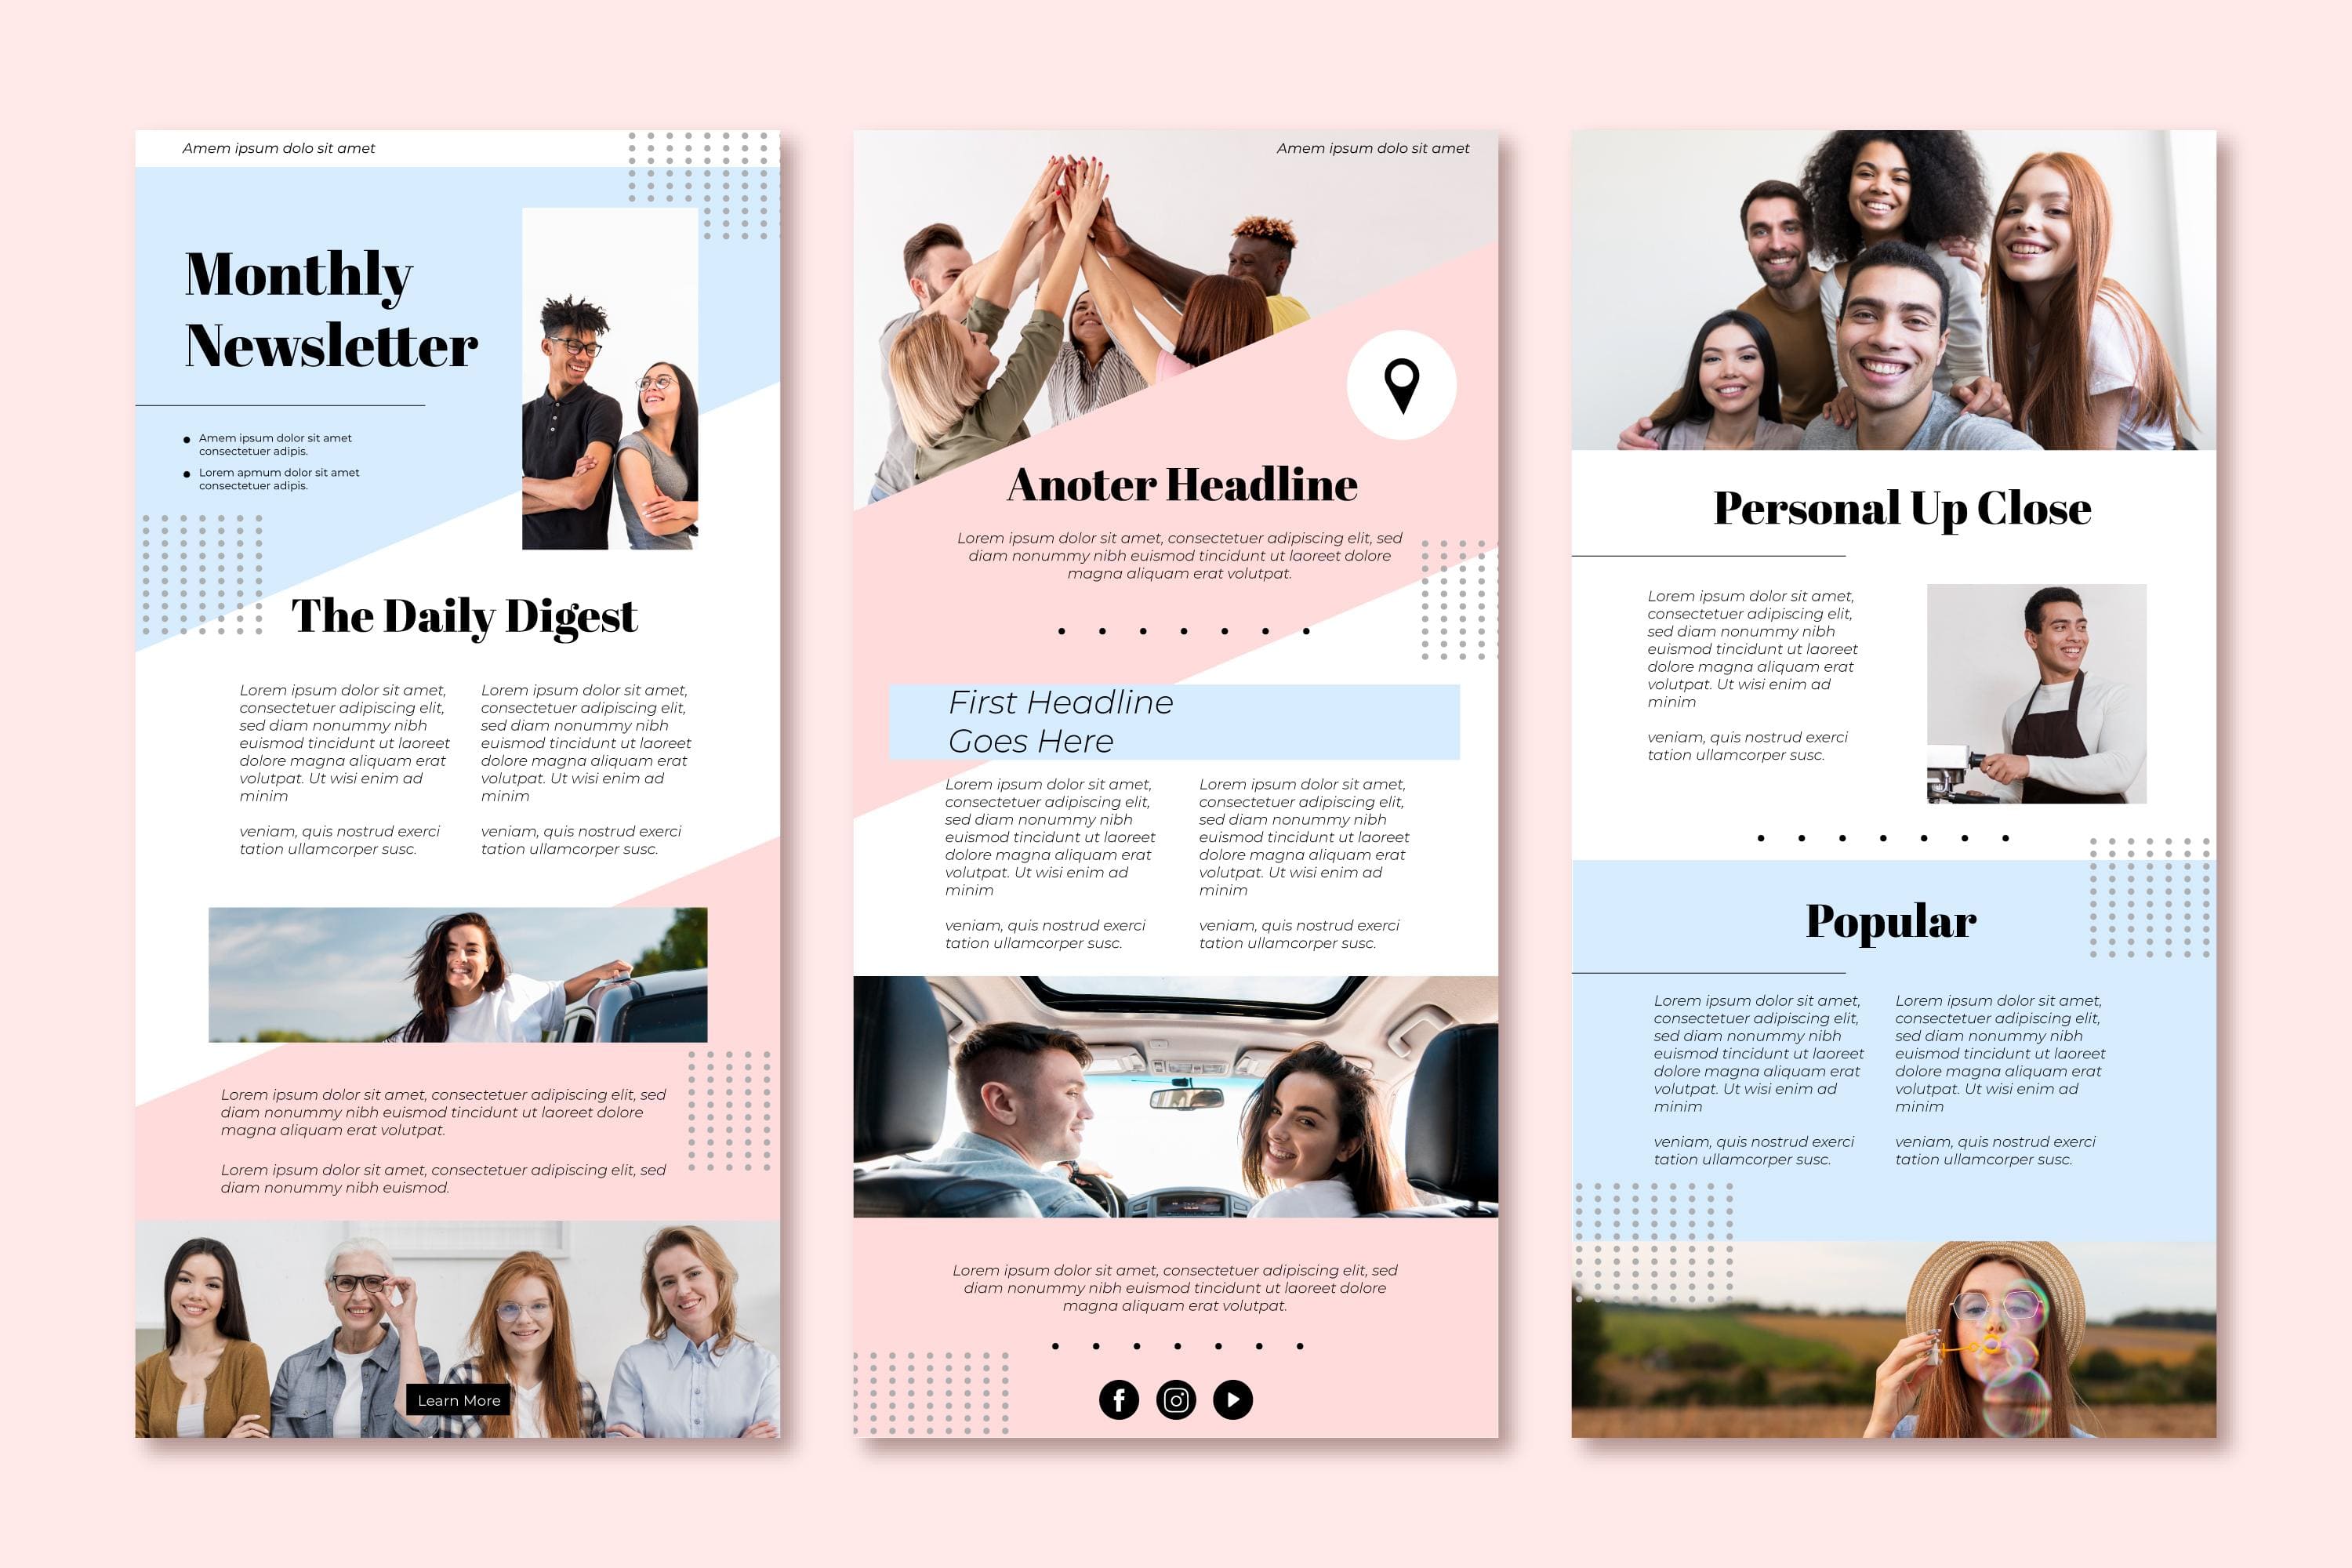 Amem ipsum dolo sit amet
Monthly
Newsletter
Amem ipsum dolor sit amet
consectetuer adipis.
Lorem apmum dolor sit amet
consectetuer adipis.
The Daily Digest
Lorem ipsum dolor sit amet,
consectetuer adipiscing elit,
sed diam nonummy nibh
euismod tincidunt ut laoreet
dolore magna aliquam erat
volutpat. Ut wisi enim ad
minim
veniam, quis nostrud exerci
tation ullamcorper susc.
Lorem ipsum dolor sit amet,
consectetuer adipiscing elit,
sed diam nonummy nibh
euismod tincidunt ut laoreet
dolore magna aliquam erat
volutpat. Ut wisi enim ad
minim
veniam, quis nostrud exerci
tation ullamcorper susc.
Lorem ipsum dolor sit amet, consectetuer adipiscing elit, sed
diam nonummy nibh euismod tincidunt ut laoreet dolore
magna aliquam erat volutpat.
Lorem ipsum dolor sit amet, consectetuer adipiscing elit, sed
diam nonummy nibh euismod.
Learn More
Amem ipsum dolo sit amet
Anoter Headline
Lorem ipsum dolor sit amet, consectetuer adipiscing elit, sed
diam nonummy nibh euismod tincidunt ut laoreet dolore
magna aliquam erat volutpat.
First Headline
Goes Here
Lorem ipsum dolor sit amet,
consectetuer adipiscing elit,
sed diam nonummy nibh
euismod tincidunt ut laoreet
dolore magna aliquam erat
volutpat. Ut wisi enim ad
minim
veniam, quis nostrud exerci
tation ullamcorper susc.
Lorem ipsum dolor sit amet,
consectetuer adipiscing elit,
sed diam nonummy nibh
euismod tincidunt ut laoreet
dolore magna aliquam erat
volutpat. Ut wisi enim ad
minim
veniam, quis nostrud exerci
tation ullamcorper susc.
Lorem ipsum dolor sit amet, consectetuer adipiscing elit, sed
diam nonummy nibh euismod tincidunt ut laoreet dolore
magna aliquam erat volutpat.
Personal Up Close
Lorem ipsum dolor sit amet,
consectetuer adipiscing elit,
sed diam nonummy nibh
euismod tincidunt ut laoreet
dolore magna aliquam erat
volutpat. Ut wisi enim ad
minim
veniam, quis nostrud exerci
tation ullamcorper susc.
Popular
Lorem ipsum dolor sit amet,
consectetuer adipiscing elit,
sed diam nonummy nibh
euismod tincidunt ut laoreet
dolore magna aliquam erat
volutpat. Ut wisi enim ad
minim
veniam, quis nostrud exerci
tation ullamcorper susc.
Lorem ipsum dolor sit amet,
consectetuer adipiscing elit,
sed diam nonummy nibh
euismod tincidunt ut laoreet
dolore magna aliquam erat
volutpat. Ut wisi enim ad
minim
veniam, quis nostrud exerci
tation ullamcorper susc.